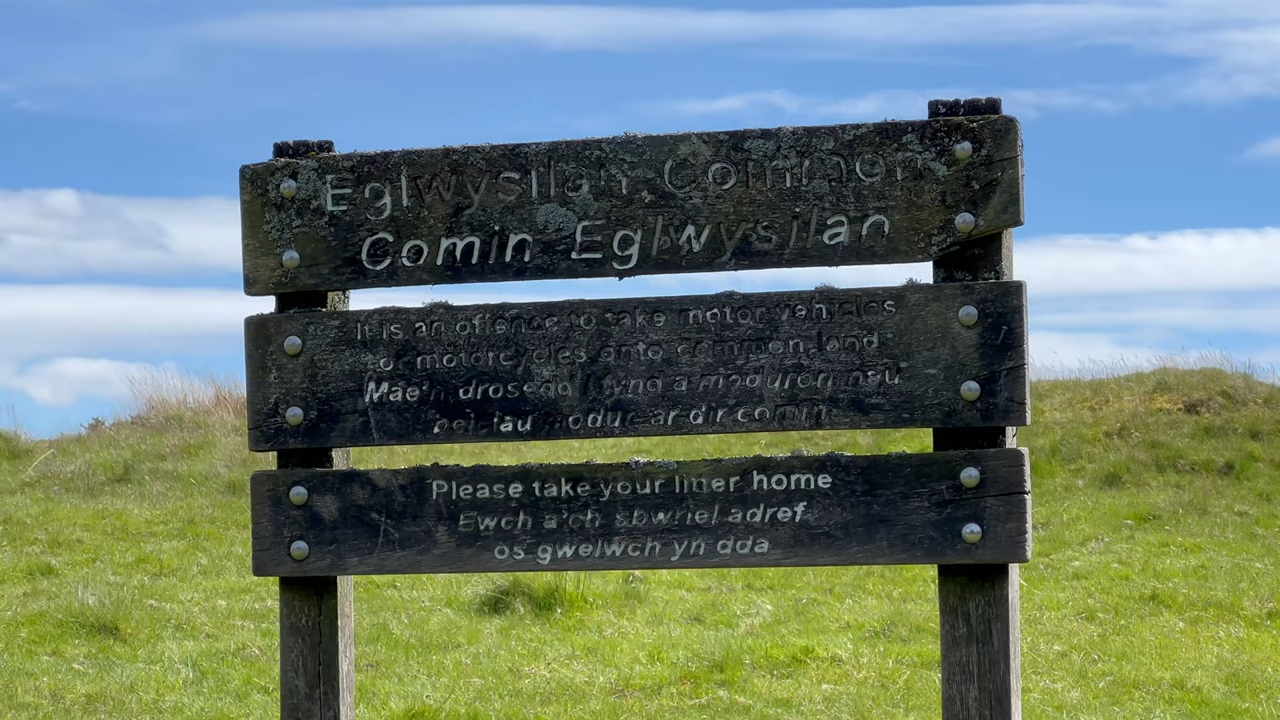 Eglwysilan Common
Comin Eglwysilan
It is an offence to take motor vehicles
or motorcycles onto common land
Mae'n drosedd i fynd a moduron neu
beiciau modur ar dir comin
Please take your litter home
Ewch a'ch sbwriel adref
os gwelwch yn dda